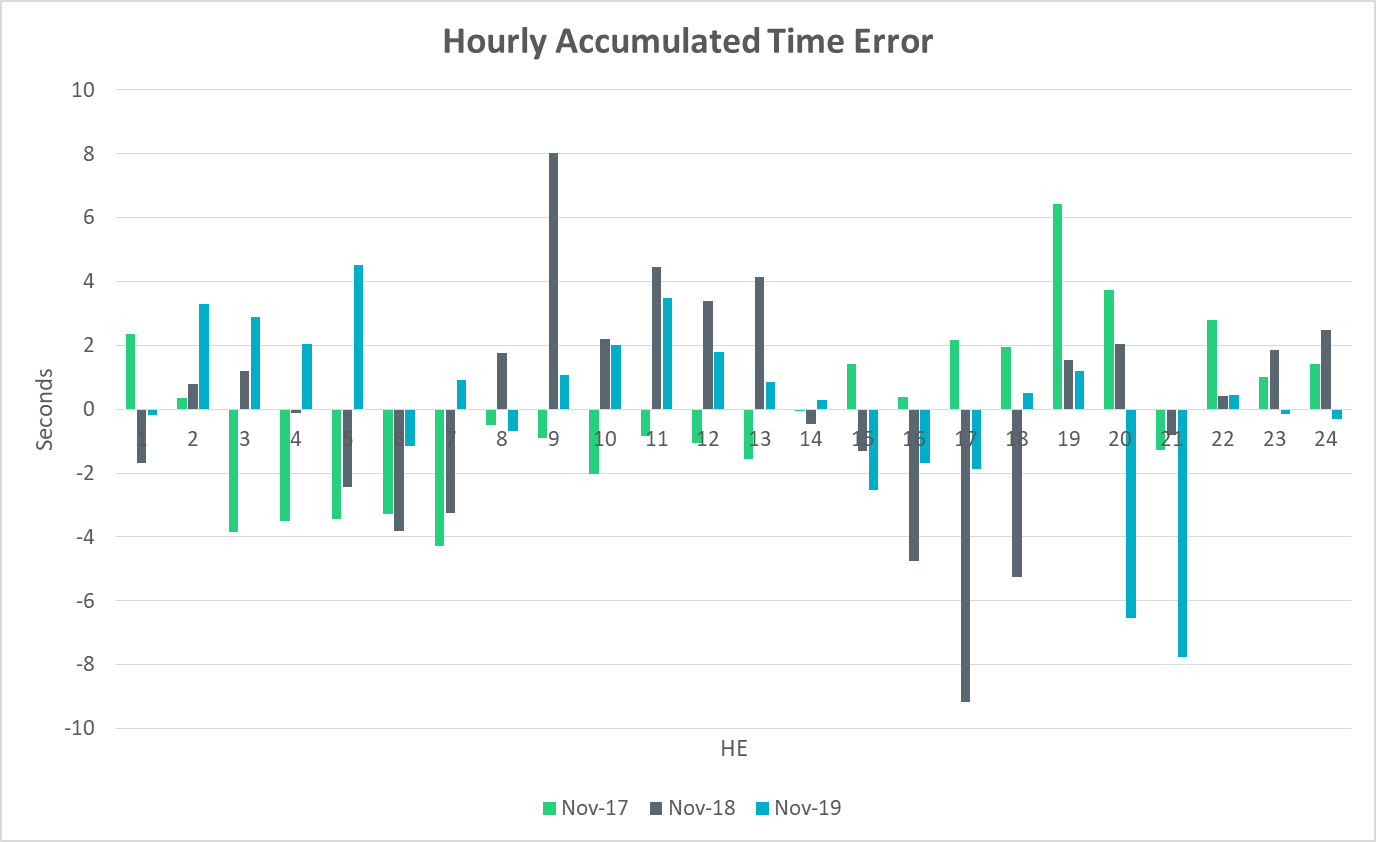 Hourly Accumulated Time Error
10
8
6
4
2
0
-2
-4
-6
-8
-10
Seconds
1 2 3 4 5 6 7 8 9 10 11 12 13 14 15 16 17 18 19 20 21 22 23 24
HE
Nov-17 Nov-18 Nov-19